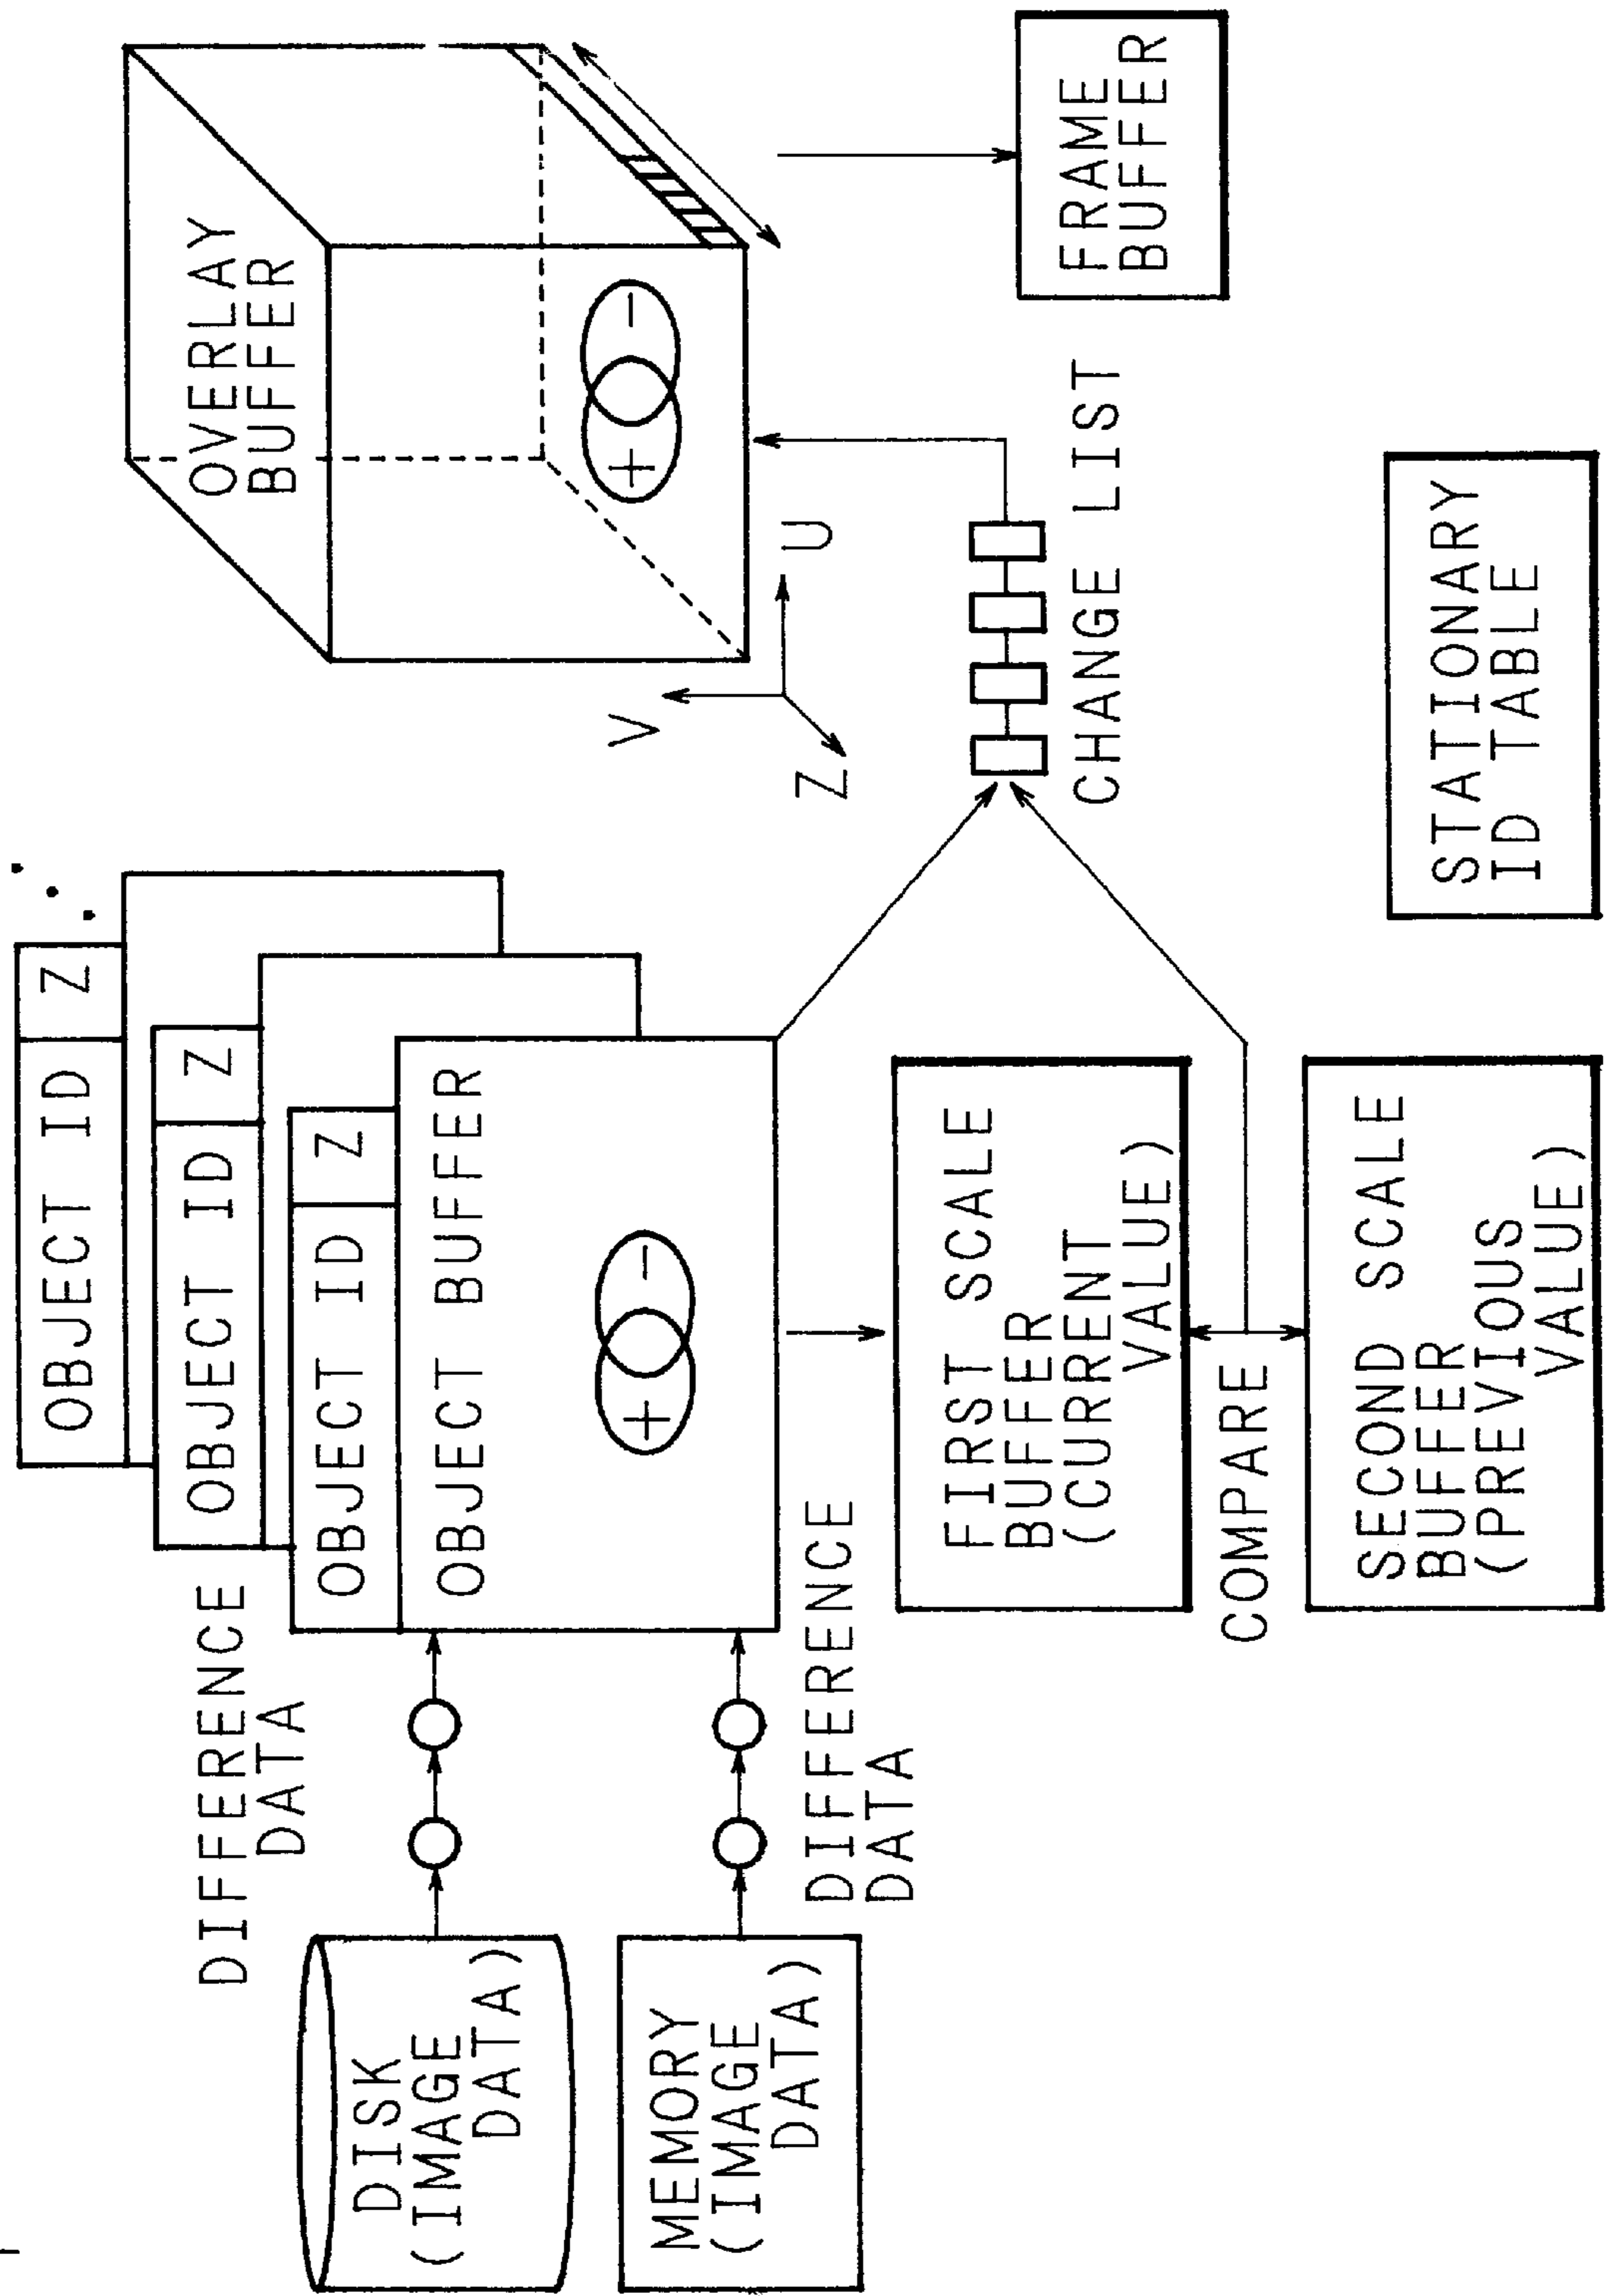 DIFFERENCE
DATA
DISK
(IMAGE
DATA)
MEMORY
(IMAGE
DATA)
DIFFERENCE
DATA
OBJECT ID
Z
OBJECT ID
Z
OBJECT ID
Z
OBJECT BUFFER
+
-
FIRST SCALE
BUFFER
(CURRENT
VALUE)
COMPARE
SECOND SCALE
BUFFER
(PREVIOUS
VALUE)
OVERLAY
BUFFER
+
-
V
U
Z
CHANGE LIST
FRAME
BUFFER
STATIONARY
ID TABLE